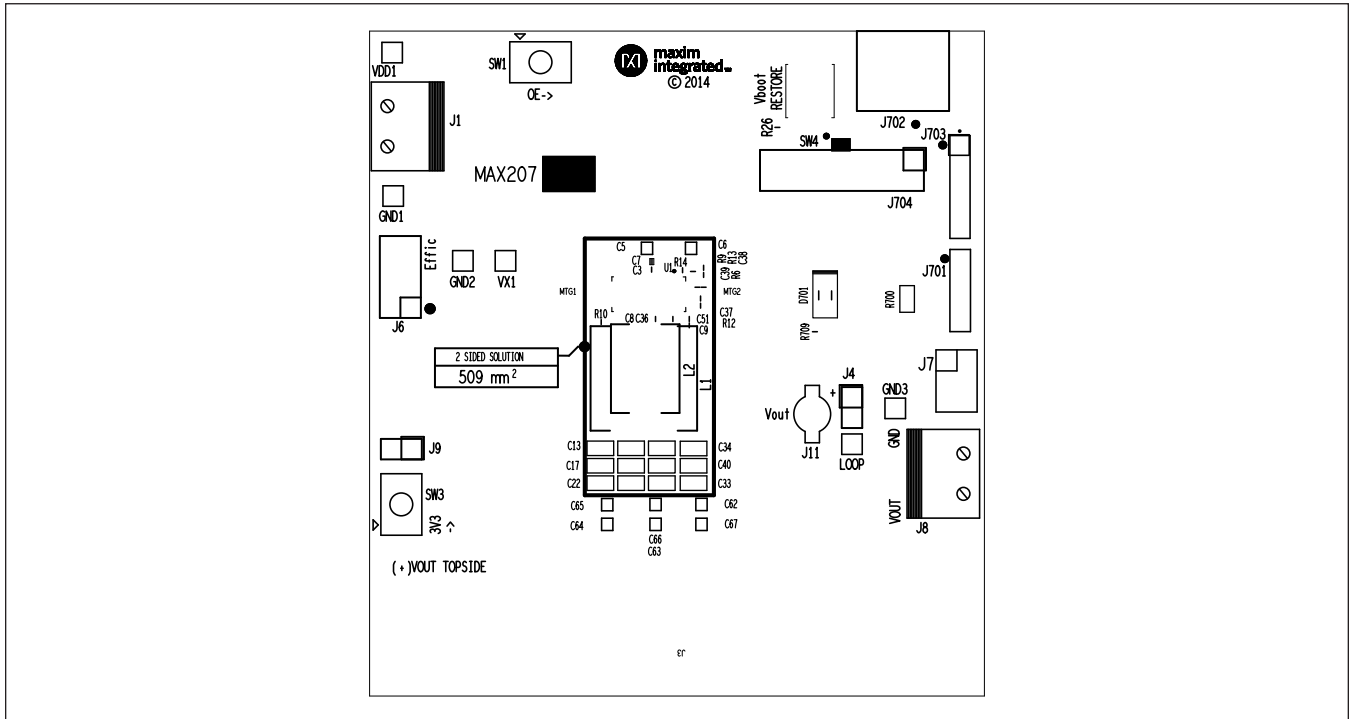 VDD1
SW1
OE->
maxim
integrated™
© 2014
Vboot
RESTORE
R26
SW4
J702
J703
J1
MAX207
J704
GND1
Effic
GND2
VX1
J6
C5
C6
C7
C3
U1
R14
R9
R13
C38
C39
R6
MTG1
MTG2
R10
C8
C36
C51
C9
C37
R12
L2
L1
2 SIDED SOLUTION
509 mm²
J701
D701
R700
R709
J7
J4
+
GND3
Vout
J11
LOOP
GND
VOUT
J8
J9
SW3
3V3
->
C13
C34
C17
C40
C22
C33
C65
C62
C64
C67
C66
C63
(+)VOUT TOPSIDE
J3